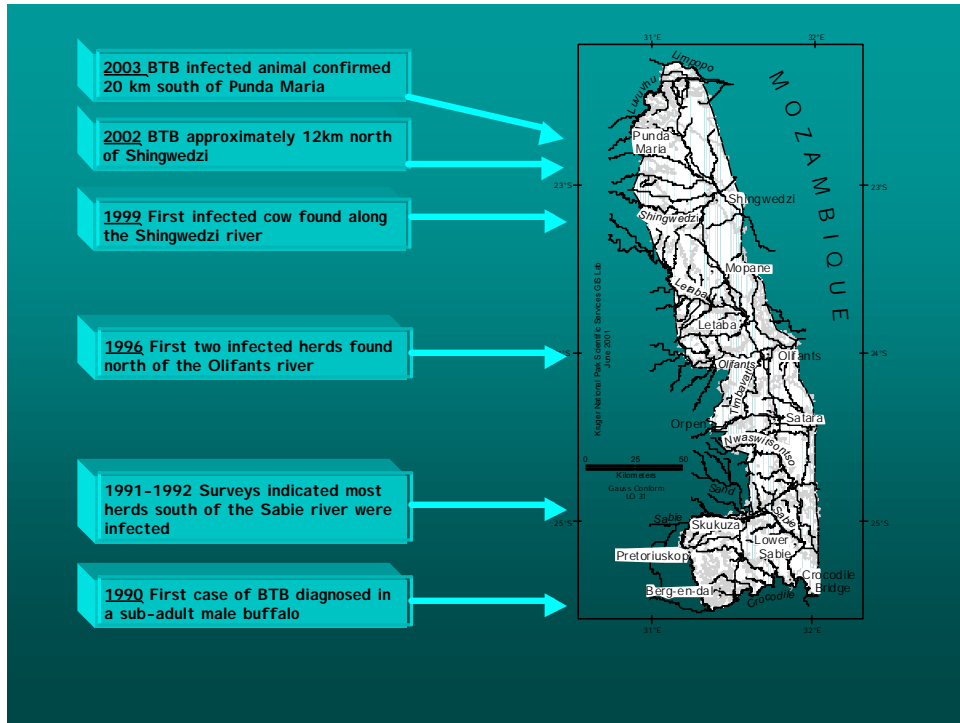 2003 BTB infected animal confirmed
20 km south of Punda Maria
2002 BTB approximately 12km north
of Shingwedzi
1999 First infected cow found along
the Shingwedzi river
1996 First two infected herds found
north of the Olifants river
1991-1992 Surveys indicated most
herds south of the Sabie river were
infected
1990 First case of BTB diagnosed in
a sub-adult male buffalo
31°E
32°E
Limpopo
Luvuvhu
MOZAMBIQUE
Punda
Maria
23°S
23°S
Shingwedzi
Shingwedzi
Mopane
Letaba
Letaba
Kruger National Park Scientific Services GIS Lab
June 2001
24°S
Olifants
Olifants
Timbavati
Orpen
Satara
Nwaswitsontso
0 25 50
Kilometers
Gauss Conform
LO 31
Sand
Sabie
Sabie
25°S
25°S
Skukuza
Lower
Sabie
Pretoriuskop
Berg-en-dal
Crocodile
Crocodile
Bridge
31°E
32°E